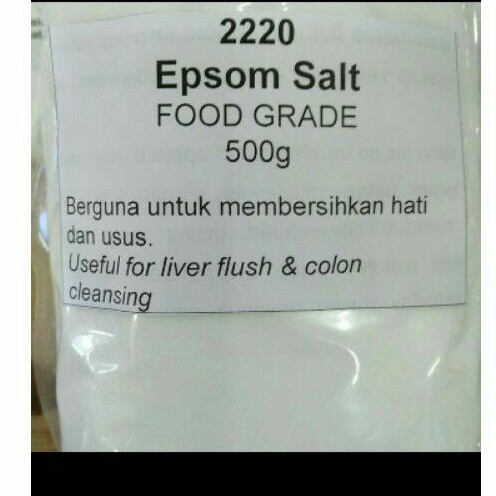 2220
Epsom Salt
FOOD GRADE
500g
Berguna untuk membersihkan hati
dan usus.
Useful for liver flush & colon
cleansing